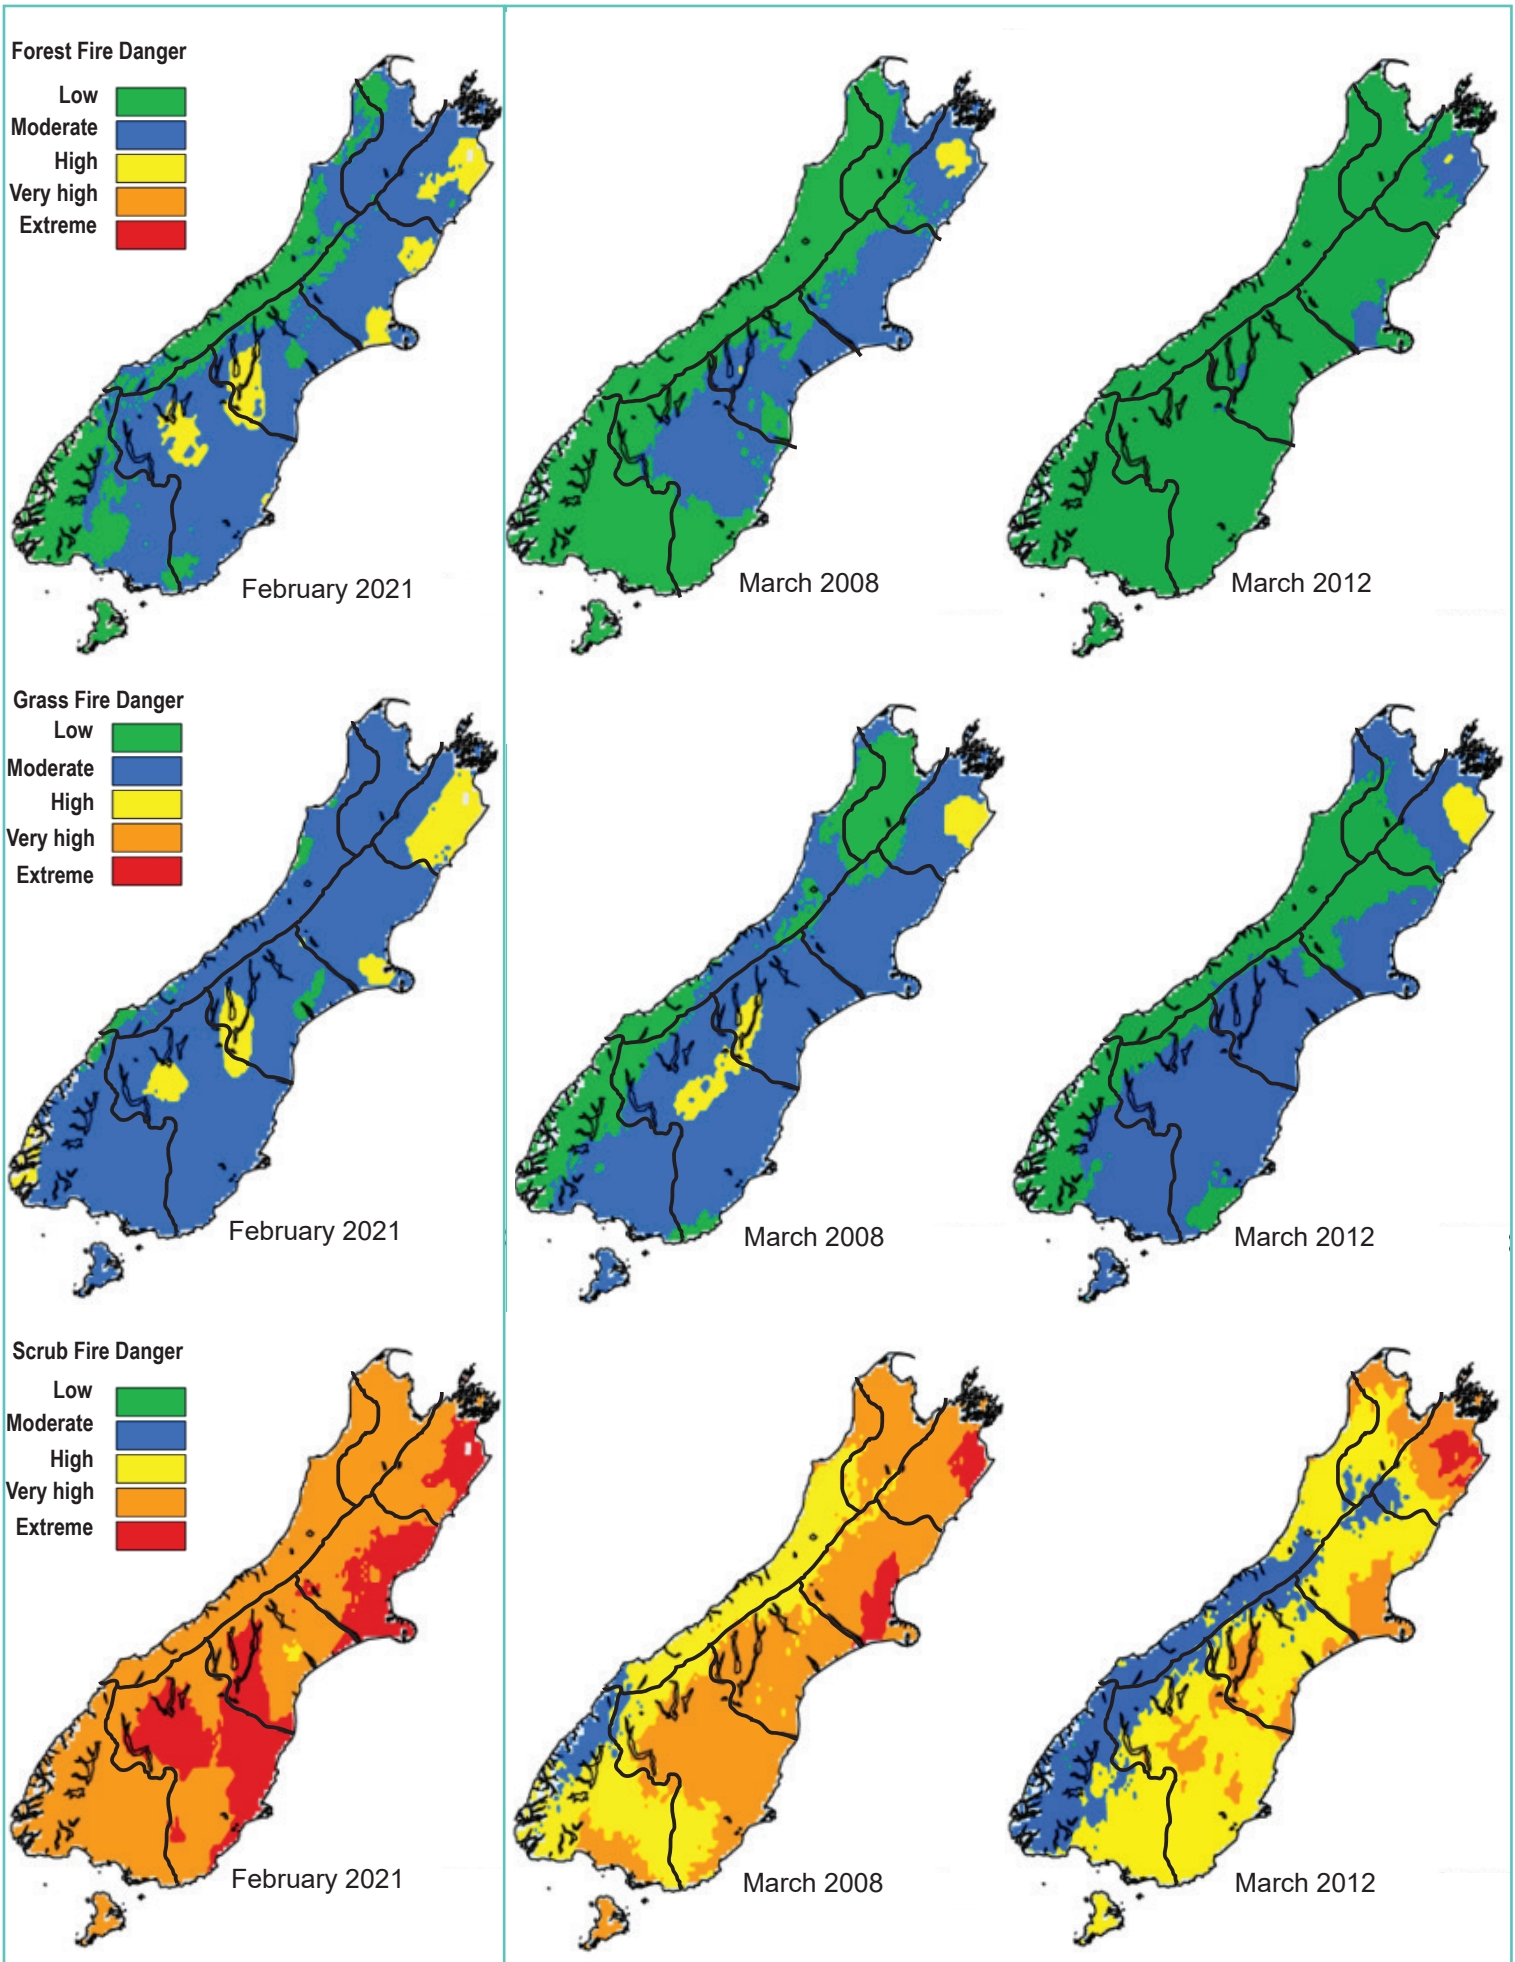 Forest Fire Danger
Low
Moderate
High
Very high
Extreme
February 2021
March 2008
March 2012
Grass Fire Danger
Low
Moderate
High
Very high
Extreme
February 2021
March 2008
March 2012
Scrub Fire Danger
Low
Moderate
High
Very high
Extreme
February 2021
March 2008
March 2012